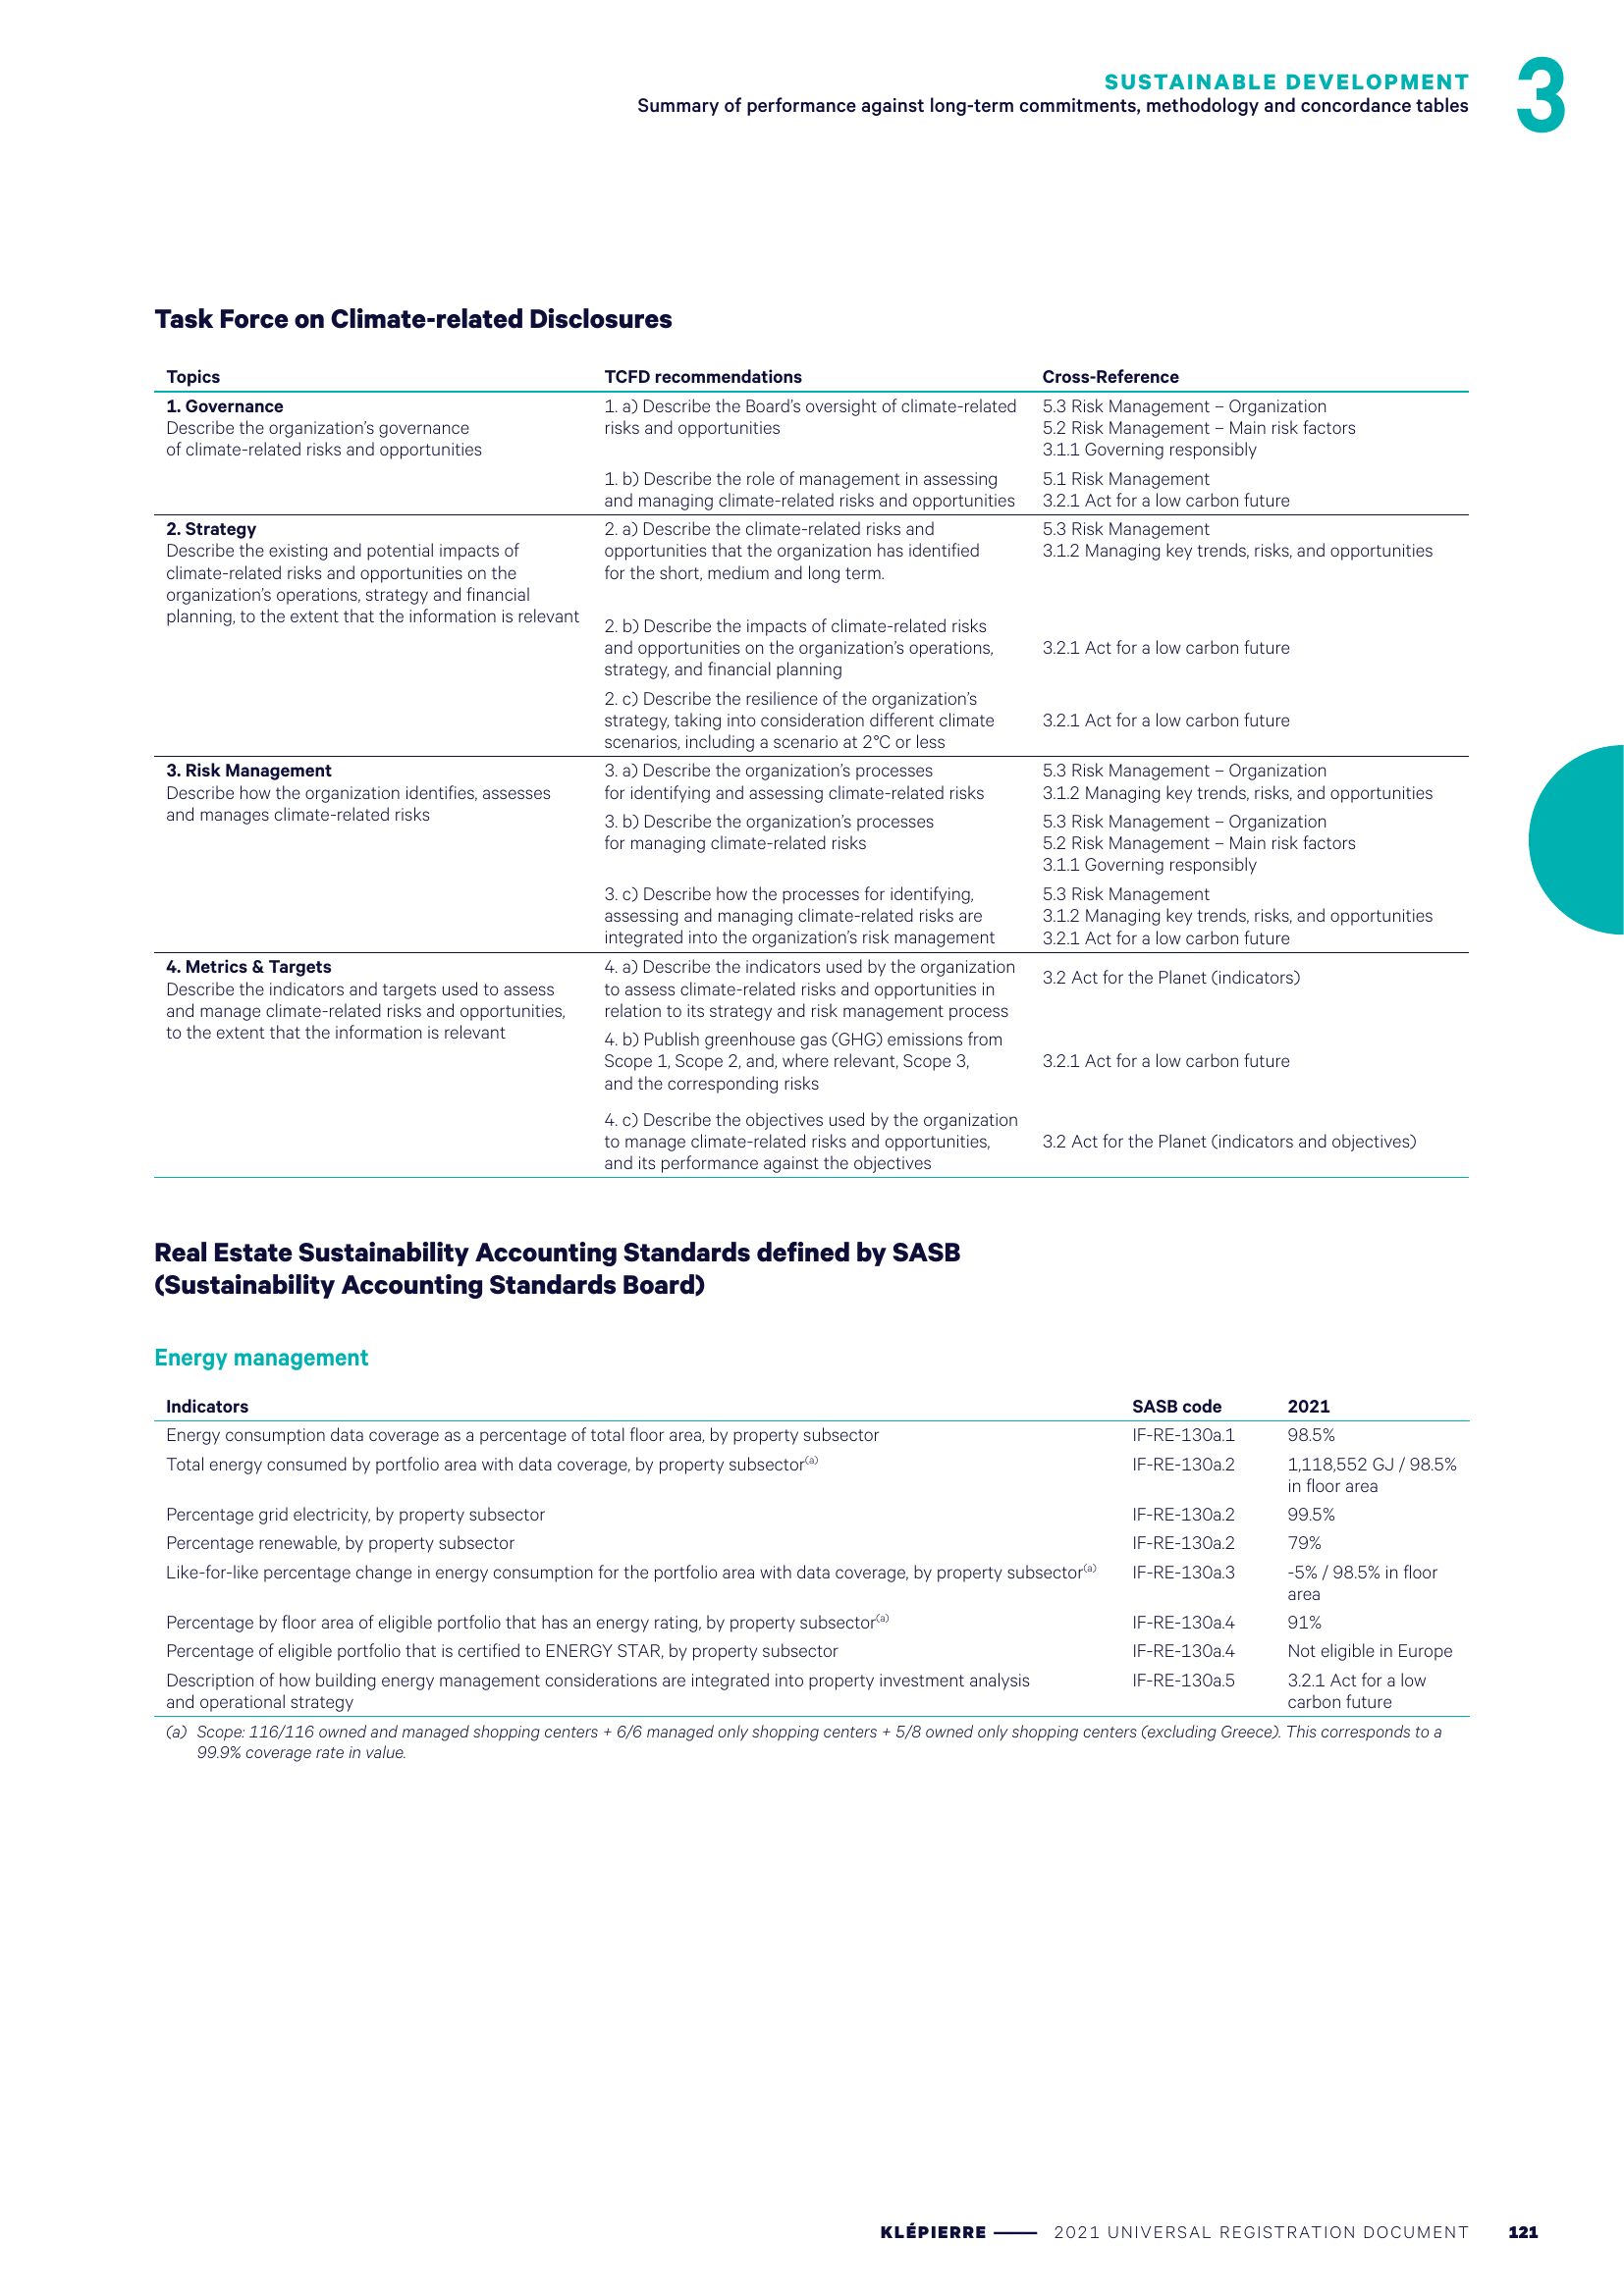 SUSTAINABLE DEVELOPMENT
Summary of performance against long-term commitments, methodology and concordance tables
3
Task Force on Climate-related Disclosures
Topics
TCFD recommendations
Cross-Reference
1. Governance
Describe the organization's governance
of climate-related risks and opportunities
1. a) Describe the Board's oversight of climate-related
risks and opportunities
5.3 Risk Management – Organization
5.2 Risk Management – Main risk factors
3.1.1 Governing responsibly
1. b) Describe the role of management in assessing
and managing climate-related risks and opportunities
5.1 Risk Management
3.2.1 Act for a low carbon future
2. Strategy
Describe the existing and potential impacts of
climate-related risks and opportunities on the
organization's operations, strategy and financial
planning, to the extent that the information is relevant
2. a) Describe the climate-related risks and
opportunities that the organization has identified
for the short, medium and long term.
5.3 Risk Management
3.1.2 Managing key trends, risks, and opportunities
2. b) Describe the impacts of climate-related risks
and opportunities on the organization's operations,
strategy, and financial planning
3.2.1 Act for a low carbon future
2. c) Describe the resilience of the organization's
strategy, taking into consideration different climate
scenarios, including a scenario at 2°C or less
3.2.1 Act for a low carbon future
3. Risk Management
Describe how the organization identifies, assesses
and manages climate-related risks
3. a) Describe the organization's processes
for identifying and assessing climate-related risks
5.3 Risk Management – Organization
3.1.2 Managing key trends, risks, and opportunities
3. b) Describe the organization's processes
for managing climate-related risks
5.3 Risk Management – Organization
5.2 Risk Management – Main risk factors
3.1.1 Governing responsibly
3. c) Describe how the processes for identifying,
assessing and managing climate-related risks are
integrated into the organization's risk management
5.3 Risk Management
3.1.2 Managing key trends, risks, and opportunities
3.2.1 Act for a low carbon future
4. Metrics & Targets
Describe the indicators and targets used to assess
and manage climate-related risks and opportunities,
to the extent that the information is relevant
4. a) Describe the indicators used by the organization
to assess climate-related risks and opportunities in
relation to its strategy and risk management process
3.2 Act for the Planet (indicators)
4. b) Publish greenhouse gas (GHG) emissions from
Scope 1, Scope 2, and, where relevant, Scope 3,
and the corresponding risks
3.2.1 Act for a low carbon future
4. c) Describe the objectives used by the organization
to manage climate-related risks and opportunities,
and its performance against the objectives
3.2 Act for the Planet (indicators and objectives)
Real Estate Sustainability Accounting Standards defined by SASB
(Sustainability Accounting Standards Board)
Energy management
Indicators
SASB code
2021
Energy consumption data coverage as a percentage of total floor area, by property subsector
IF-RE-130a.1
98.5%
Total energy consumed by portfolio area with data coverage, by property subsector(a)
IF-RE-130a.2
1,118,552 GJ / 98.5%
in floor area
Percentage grid electricity, by property subsector
IF-RE-130a.2
99.5%
Percentage renewable, by property subsector
IF-RE-130a.2
79%
Like-for-like percentage change in energy consumption for the portfolio area with data coverage, by property subsector(a)
IF-RE-130a.3
-5% / 98.5% in floor
area
Percentage by floor area of eligible portfolio that has an energy rating, by property subsector(a)
IF-RE-130a.4
91%
Percentage of eligible portfolio that is certified to ENERGY STAR, by property subsector
IF-RE-130a.4
Not eligible in Europe
Description of how building energy management considerations are integrated into property investment analysis
and operational strategy
IF-RE-130a.5
3.2.1 Act for a low
carbon future
(a) Scope: 116/116 owned and managed shopping centers + 6/6 managed only shopping centers + 5/8 owned only shopping centers (excluding Greece). This corresponds to a
99.9% coverage rate in value.
KLÉPIERRE — 2021 UNIVERSAL REGISTRATION DOCUMENT 121